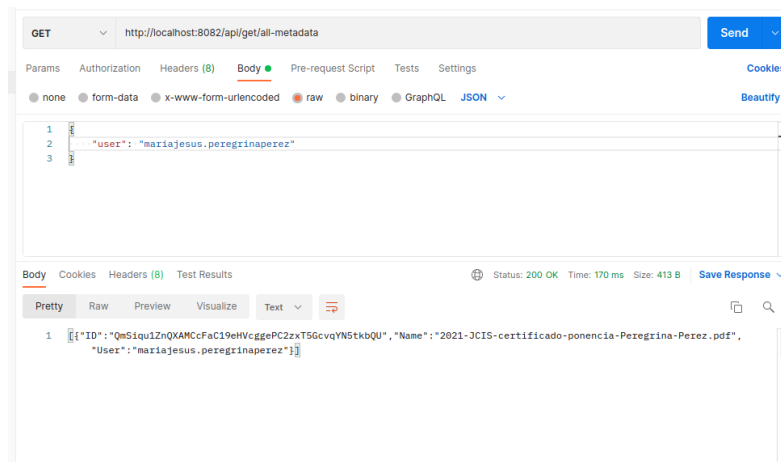 GET http://localhost:8082/api/get/all-metadata Send
Params Authorization Headers (8) Body Pre-request Script Tests Settings Cookies
none form-data x-www-form-urlencoded raw binary GraphQL JSON Beautify
1 {
2 "user": "mariajesus.peregrinaperez"
3 }
Body Cookies Headers (8) Test Results Status: 200 OK Time: 170 ms Size: 413 B Save Response
Pretty Raw Preview Visualize Text
1 [{"ID":"QmSiqu1ZnQXAMCcFaC19eHVcggePC2zxT5GcvqYN5tkbQU","Name":"2021-JCIS-certificado-ponencia-Peregrina-Perez.pdf",
"User":"mariajesus.peregrinaperez"}]